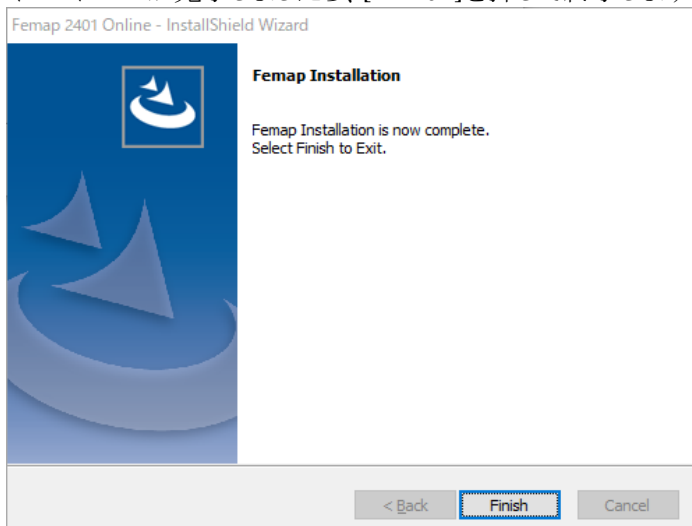 Femap 2401 Online - InstallShield Wizard
Femap Installation
Femap Installation is now complete.
Select Finish to Exit.
< Back
Finish
Cancel